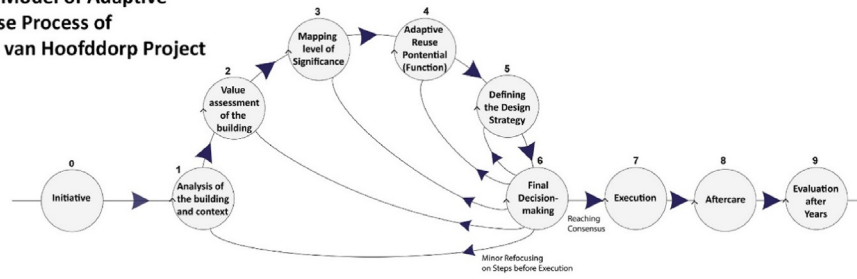 Model of Adaptive
se Process of
van Hoofddorp Project
0
Initiative
1
Analysis of
the building
and context
2
Value
assessment
of the
building
3
Mapping
level of
Significance
4
Adaptive
Reuse
Pontential
(Function)
5
Defining
the Design
Strategy
6
Final
Decision-
making
Reaching
Consensus
Minor Refocusing
on Steps before Execution
7
Execution
8
Aftercare
9
Evaluation
after
Years